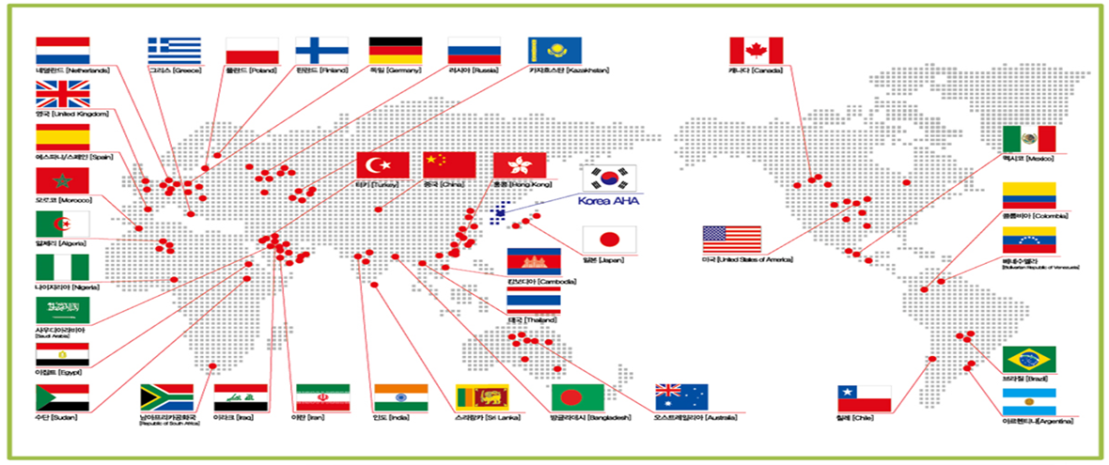 네덜란드 [Netherlands]
그리스 [Greece]
폴란드 [Poland]
핀란드 [Finland]
독일 [Germany]
러시아 [Russia]
카자흐스탄 [Kazakhstan]
캐나다 [Canada]
영국 [United Kingdom]
에스파냐/스페인 [Spain]
터키 [Turkey]
중국 [China]
홍콩 [Hong Kong]
Korea AHA
멕시코 [Mexico]
모로코 [Morocco]
콜롬비아 [Colombia]
알제리 [Algeria]
일본 [Japan]
미국 [United States of America]
베네수엘라
[Bolivarian Republic of Venezuela]
나이지리아 [Nigeria]
캄보디아 [Cambodia]
태국 [Thailand]
사우디아라비아
[Saudi Arabia]
이집트 [Egypt]
브라질 [Brazil]
수단 [Sudan]
남아프리카공화국
[Republic of South Africa]
이라크 [Iraq]
이란 [Iran]
인도 [India]
스리랑카 [Sri Lanka]
방글라데시 [Bangladesh]
오스트레일리아 [Australia]
칠레 [Chile]
아르헨티나[Argentina]